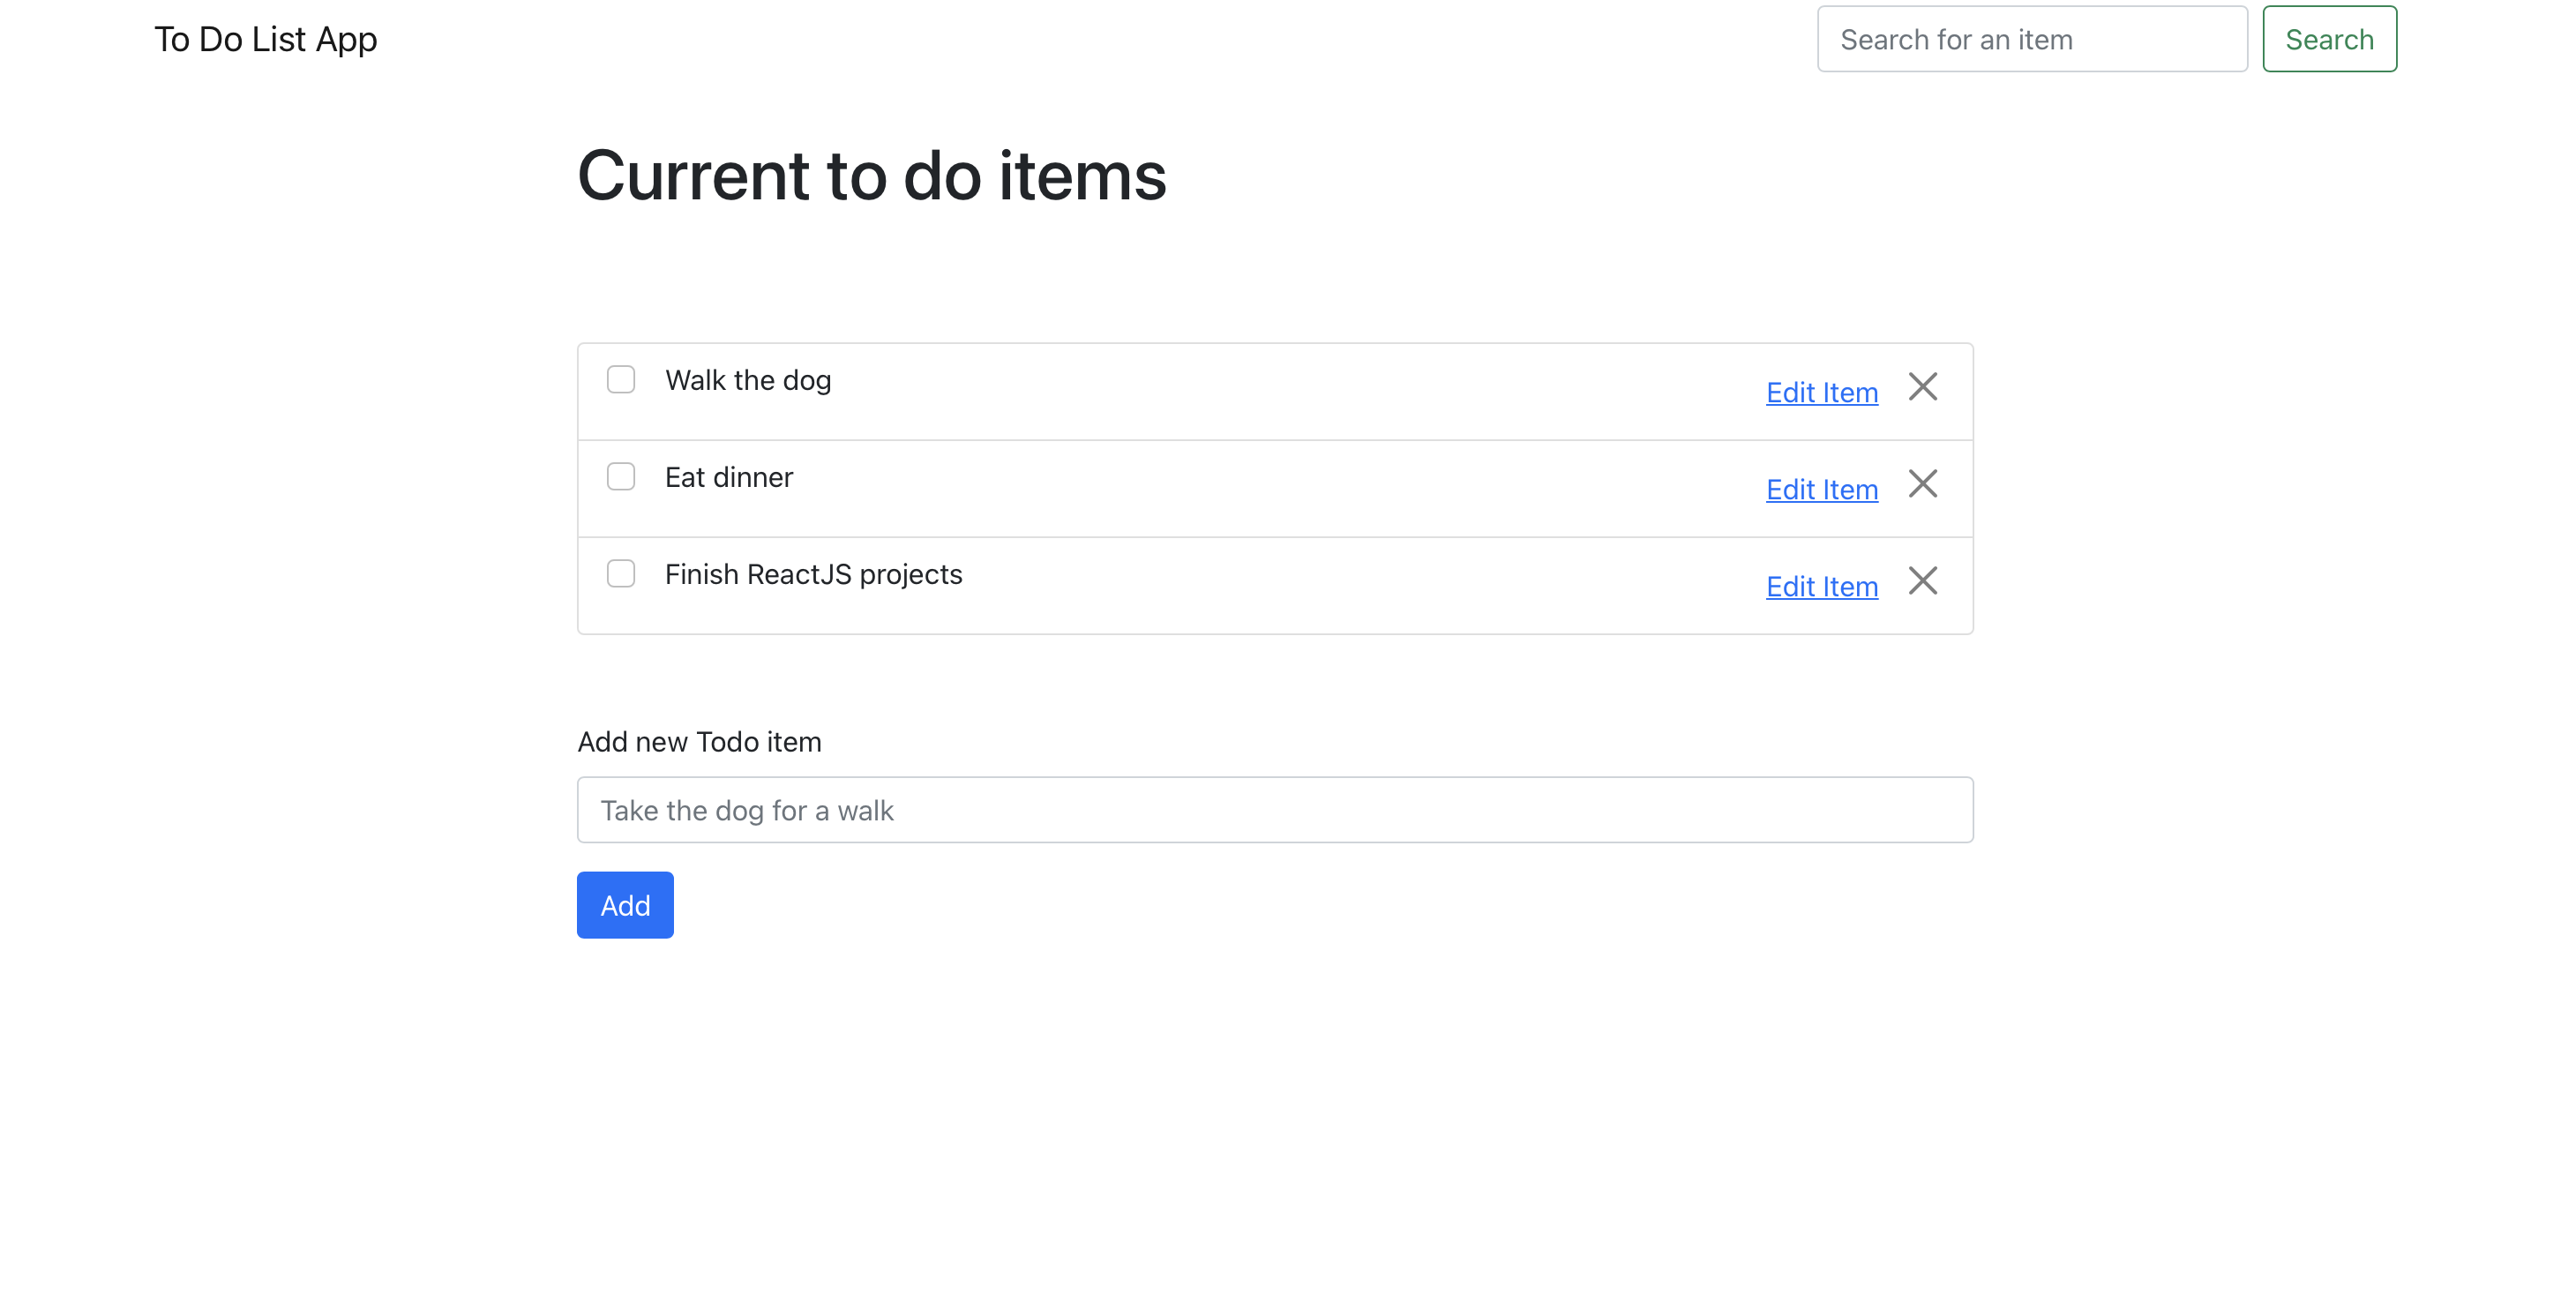 To Do List App
Search for an item
Search
Current to do items
Walk the dog
Edit Item
Eat dinner
Edit Item
Finish ReactJS projects
Edit Item
Add new Todo item
Take the dog for a walk
Add